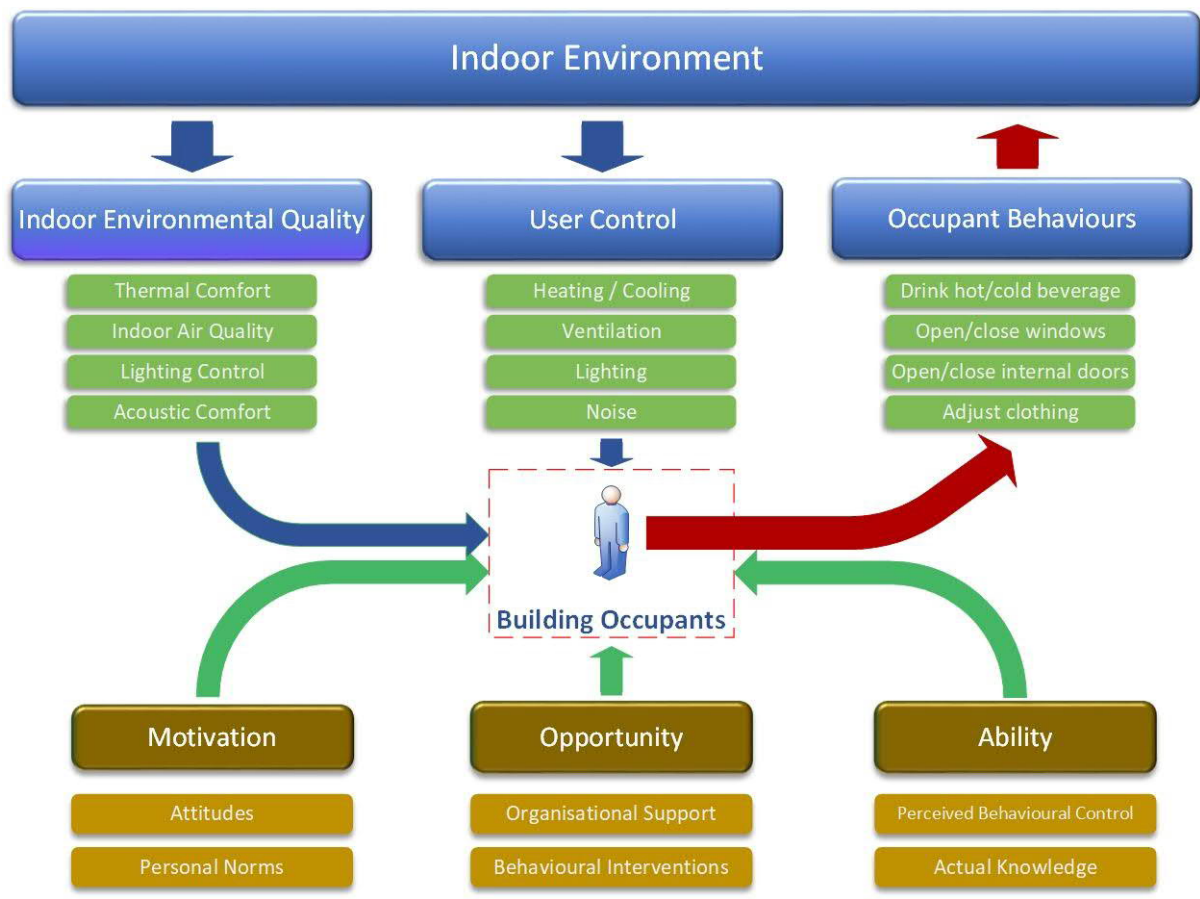 Indoor Environment
Indoor Environmental Quality
Thermal Comfort
Indoor Air Quality
Lighting Control
Acoustic Comfort
User Control
Heating / Cooling
Ventilation
Lighting
Noise
Occupant Behaviours
Drink hot/cold beverage
Open/close windows
Open/close internal doors
Adjust clothing
Building Occupants
Motivation
Attitudes
Personal Norms
Opportunity
Organisational Support
Behavioural Interventions
Ability
Perceived Behavioural Control
Actual Knowledge